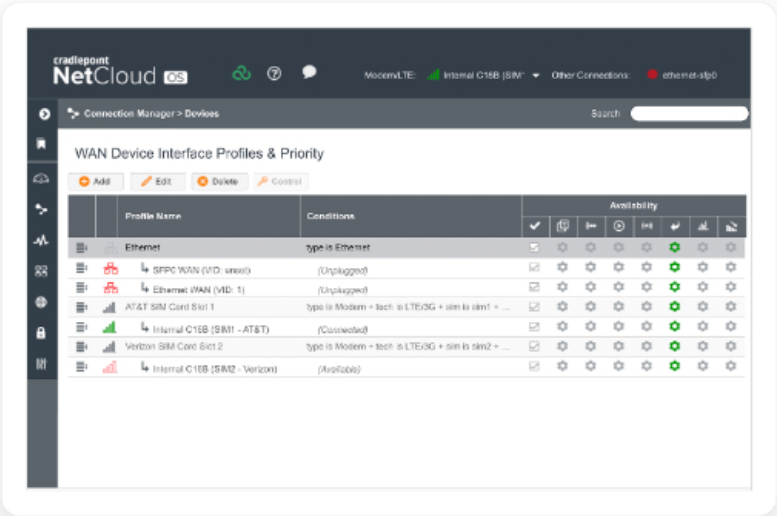 cradlepoint
NetCloud OS
Modem/LTE: Internal C18B (SIM* Other Connections: ethernet-sfp0
Connection Manager > Devices
Search
WAN Device Interface Profiles & Priority
Add Edit Delete Control
Availability
Profile Name Conditions
Ethernet type is Ethernet
SFP0 WAN (VID: unset) (Unplugged)
Ethernet WAN (VID: 1) (Unplugged)
AT&T SIM Card Slot 1 type is Modem + tech is LTE/3G + sim is sim1 + ...
Internal C18B (SIM1 - AT&T) (Connected)
Verizon SIM Card Slot 2 type is Modem + tech is LTE/3G + sim is sim2 + ...
Internal C18B (SIM2 - Verizon) (Available)